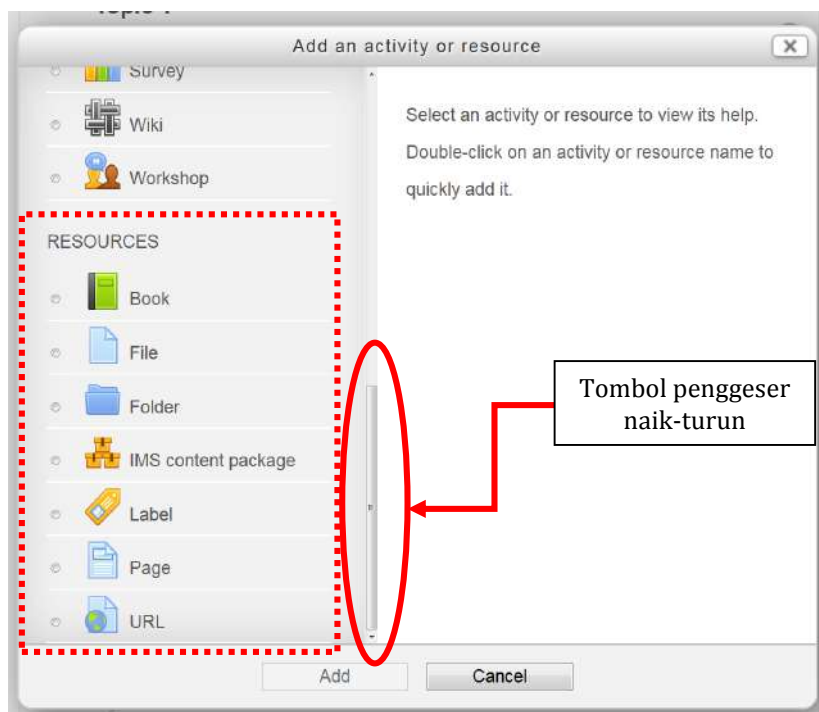 Topic 1
Add an activity or resource
Survey
Wiki
Workshop
Select an activity or resource to view its help.
Double-click on an activity or resource name to
quickly add it.
RESOURCES
Book
File
Folder
IMS content package
Label
Page
URL
Tombol penggeser
naik-turun
Add
Cancel